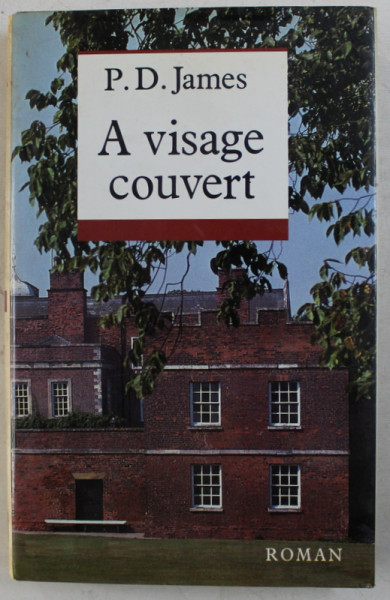 P. D. James
A visage
couvert
ROMAN